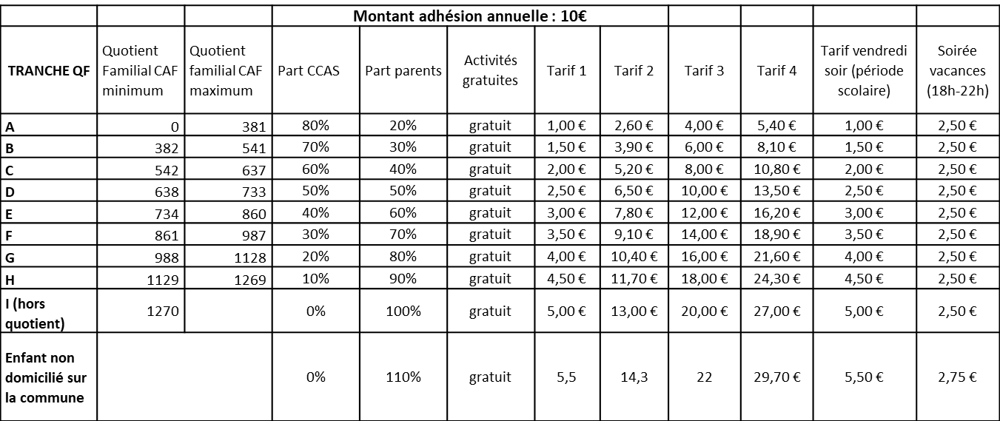 Montant adhésion annuelle : 10€
TRANCHE QF | Quotient Familial CAF minimum | Quotient familial CAF maximum | Part CCAS | Part parents | Activités gratuites | Tarif 1 | Tarif 2 | Tarif 3 | Tarif 4 | Tarif vendredi soir (période scolaire) | Soirée vacances (18h-22h)
A | 0 | 381 | 80% | 20% | gratuit | 1,00 € | 2,60 € | 4,00 € | 5,40 € | 1,00 € | 2,50 €
B | 382 | 541 | 70% | 30% | gratuit | 1,50 € | 3,90 € | 6,00 € | 8,10 € | 1,50 € | 2,50 €
C | 542 | 637 | 60% | 40% | gratuit | 2,00 € | 5,20 € | 8,00 € | 10,80 € | 2,00 € | 2,50 €
D | 638 | 733 | 50% | 50% | gratuit | 2,50 € | 6,50 € | 10,00 € | 13,50 € | 2,50 € | 2,50 €
E | 734 | 860 | 40% | 60% | gratuit | 3,00 € | 7,80 € | 12,00 € | 16,20 € | 3,00 € | 2,50 €
F | 861 | 987 | 30% | 70% | gratuit | 3,50 € | 9,10 € | 14,00 € | 18,90 € | 3,50 € | 2,50 €
G | 988 | 1128 | 20% | 80% | gratuit | 4,00 € | 10,40 € | 16,00 € | 21,60 € | 4,00 € | 2,50 €
H | 1129 | 1269 | 10% | 90% | gratuit | 4,50 € | 11,70 € | 18,00 € | 24,30 € | 4,50 € | 2,50 €
I (hors quotient) | 1270 | | 0% | 100% | gratuit | 5,00 € | 13,00 € | 20,00 € | 27,00 € | 5,00 € | 2,50 €
Enfant non domicilié sur la commune | | | 0% | 110% | gratuit | 5,5 | 14,3 | 22 | 29,70 € | 5,50 € | 2,75 €